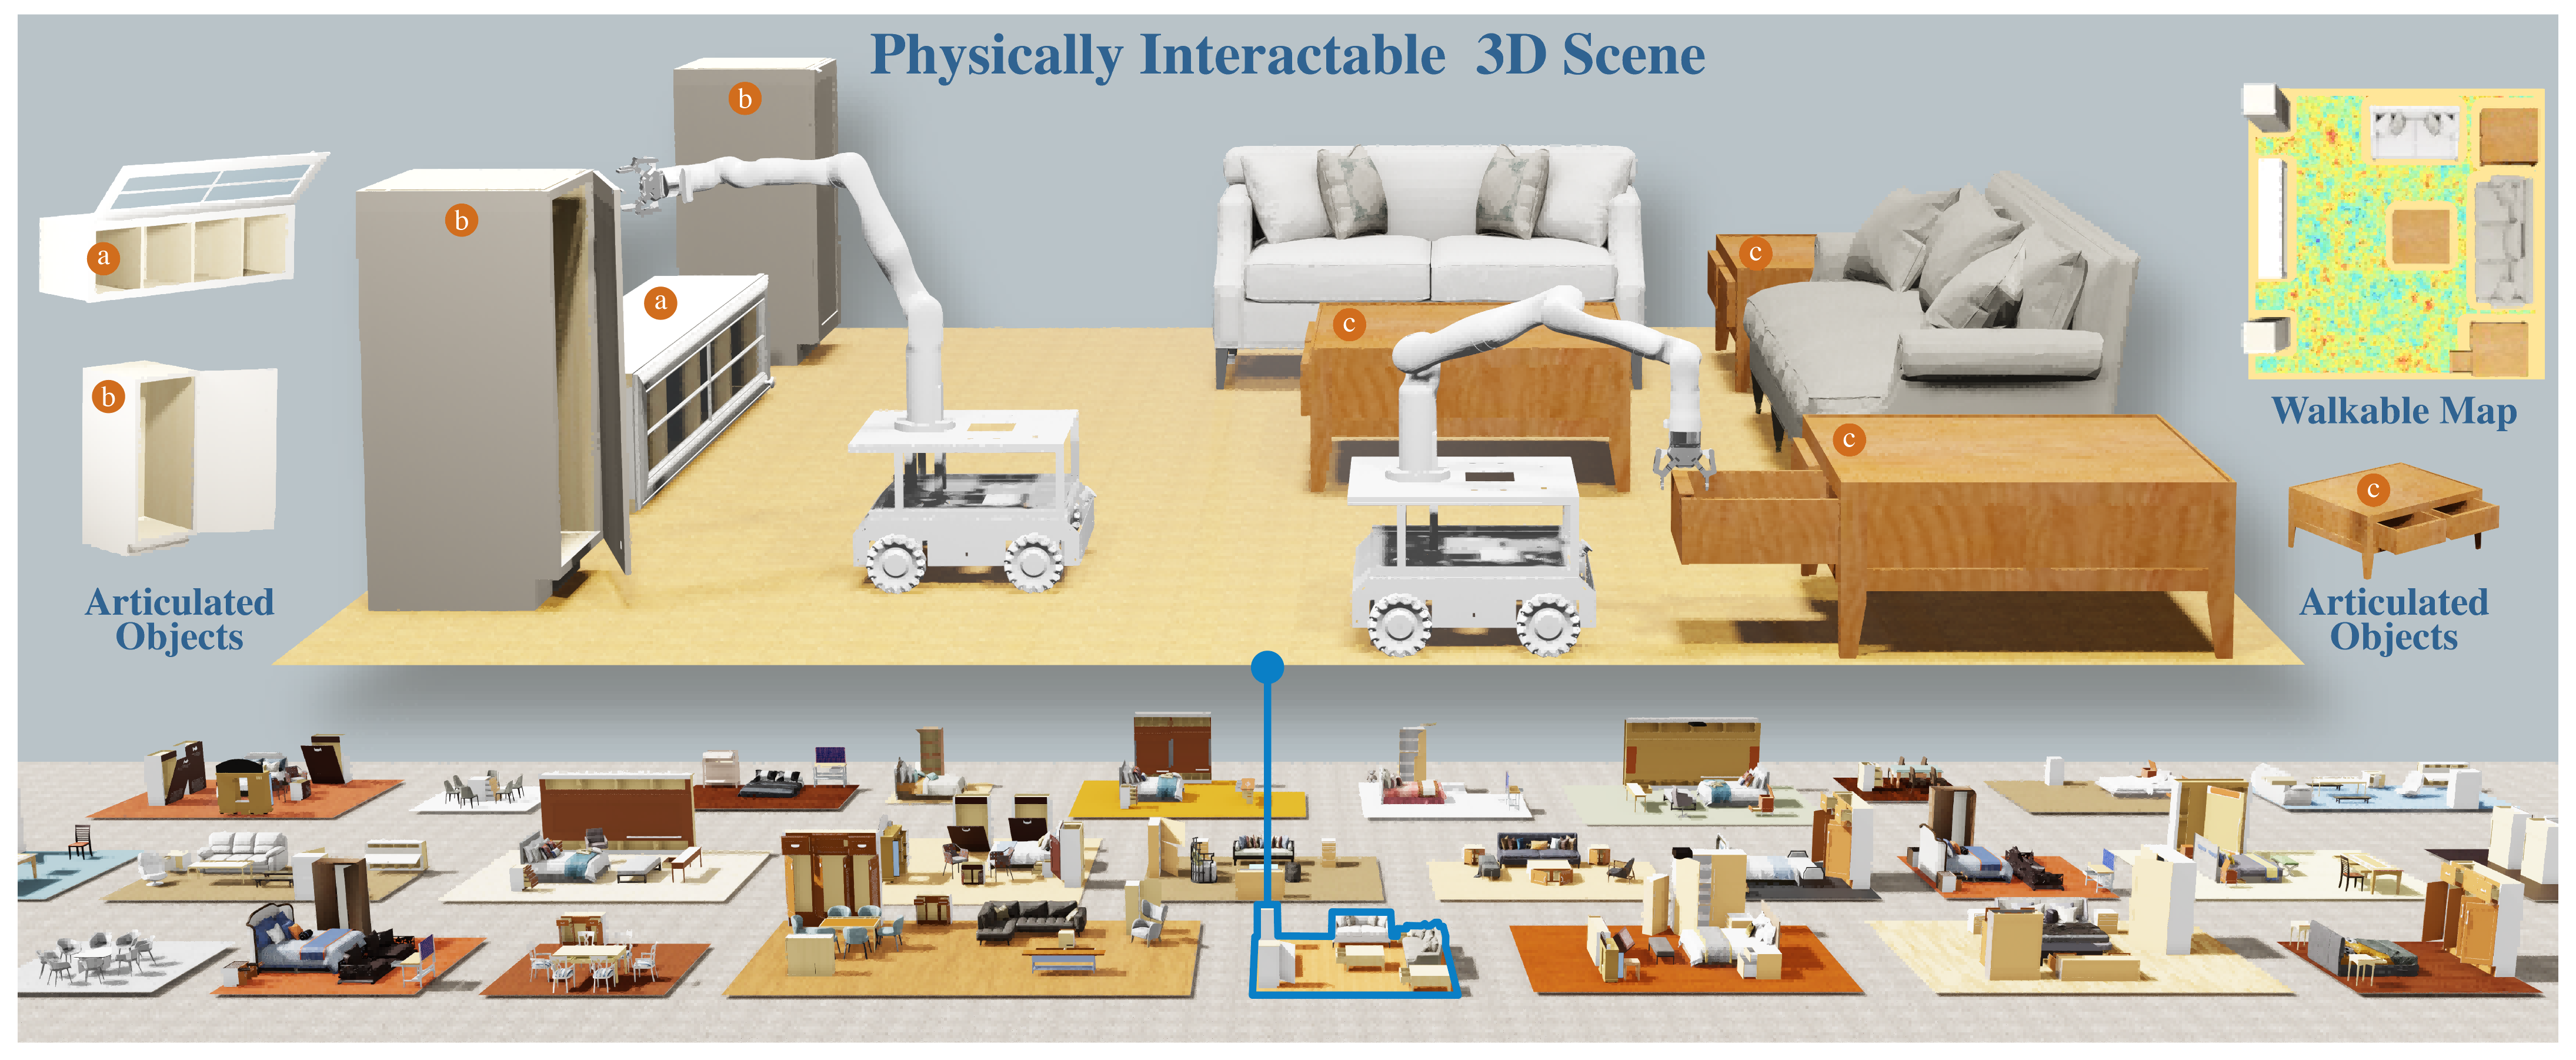 Physically Interactable 3D Scene
b
b
a
a
b
c
c
c
c
Walkable Map
Articulated
Objects
Articulated
Objects